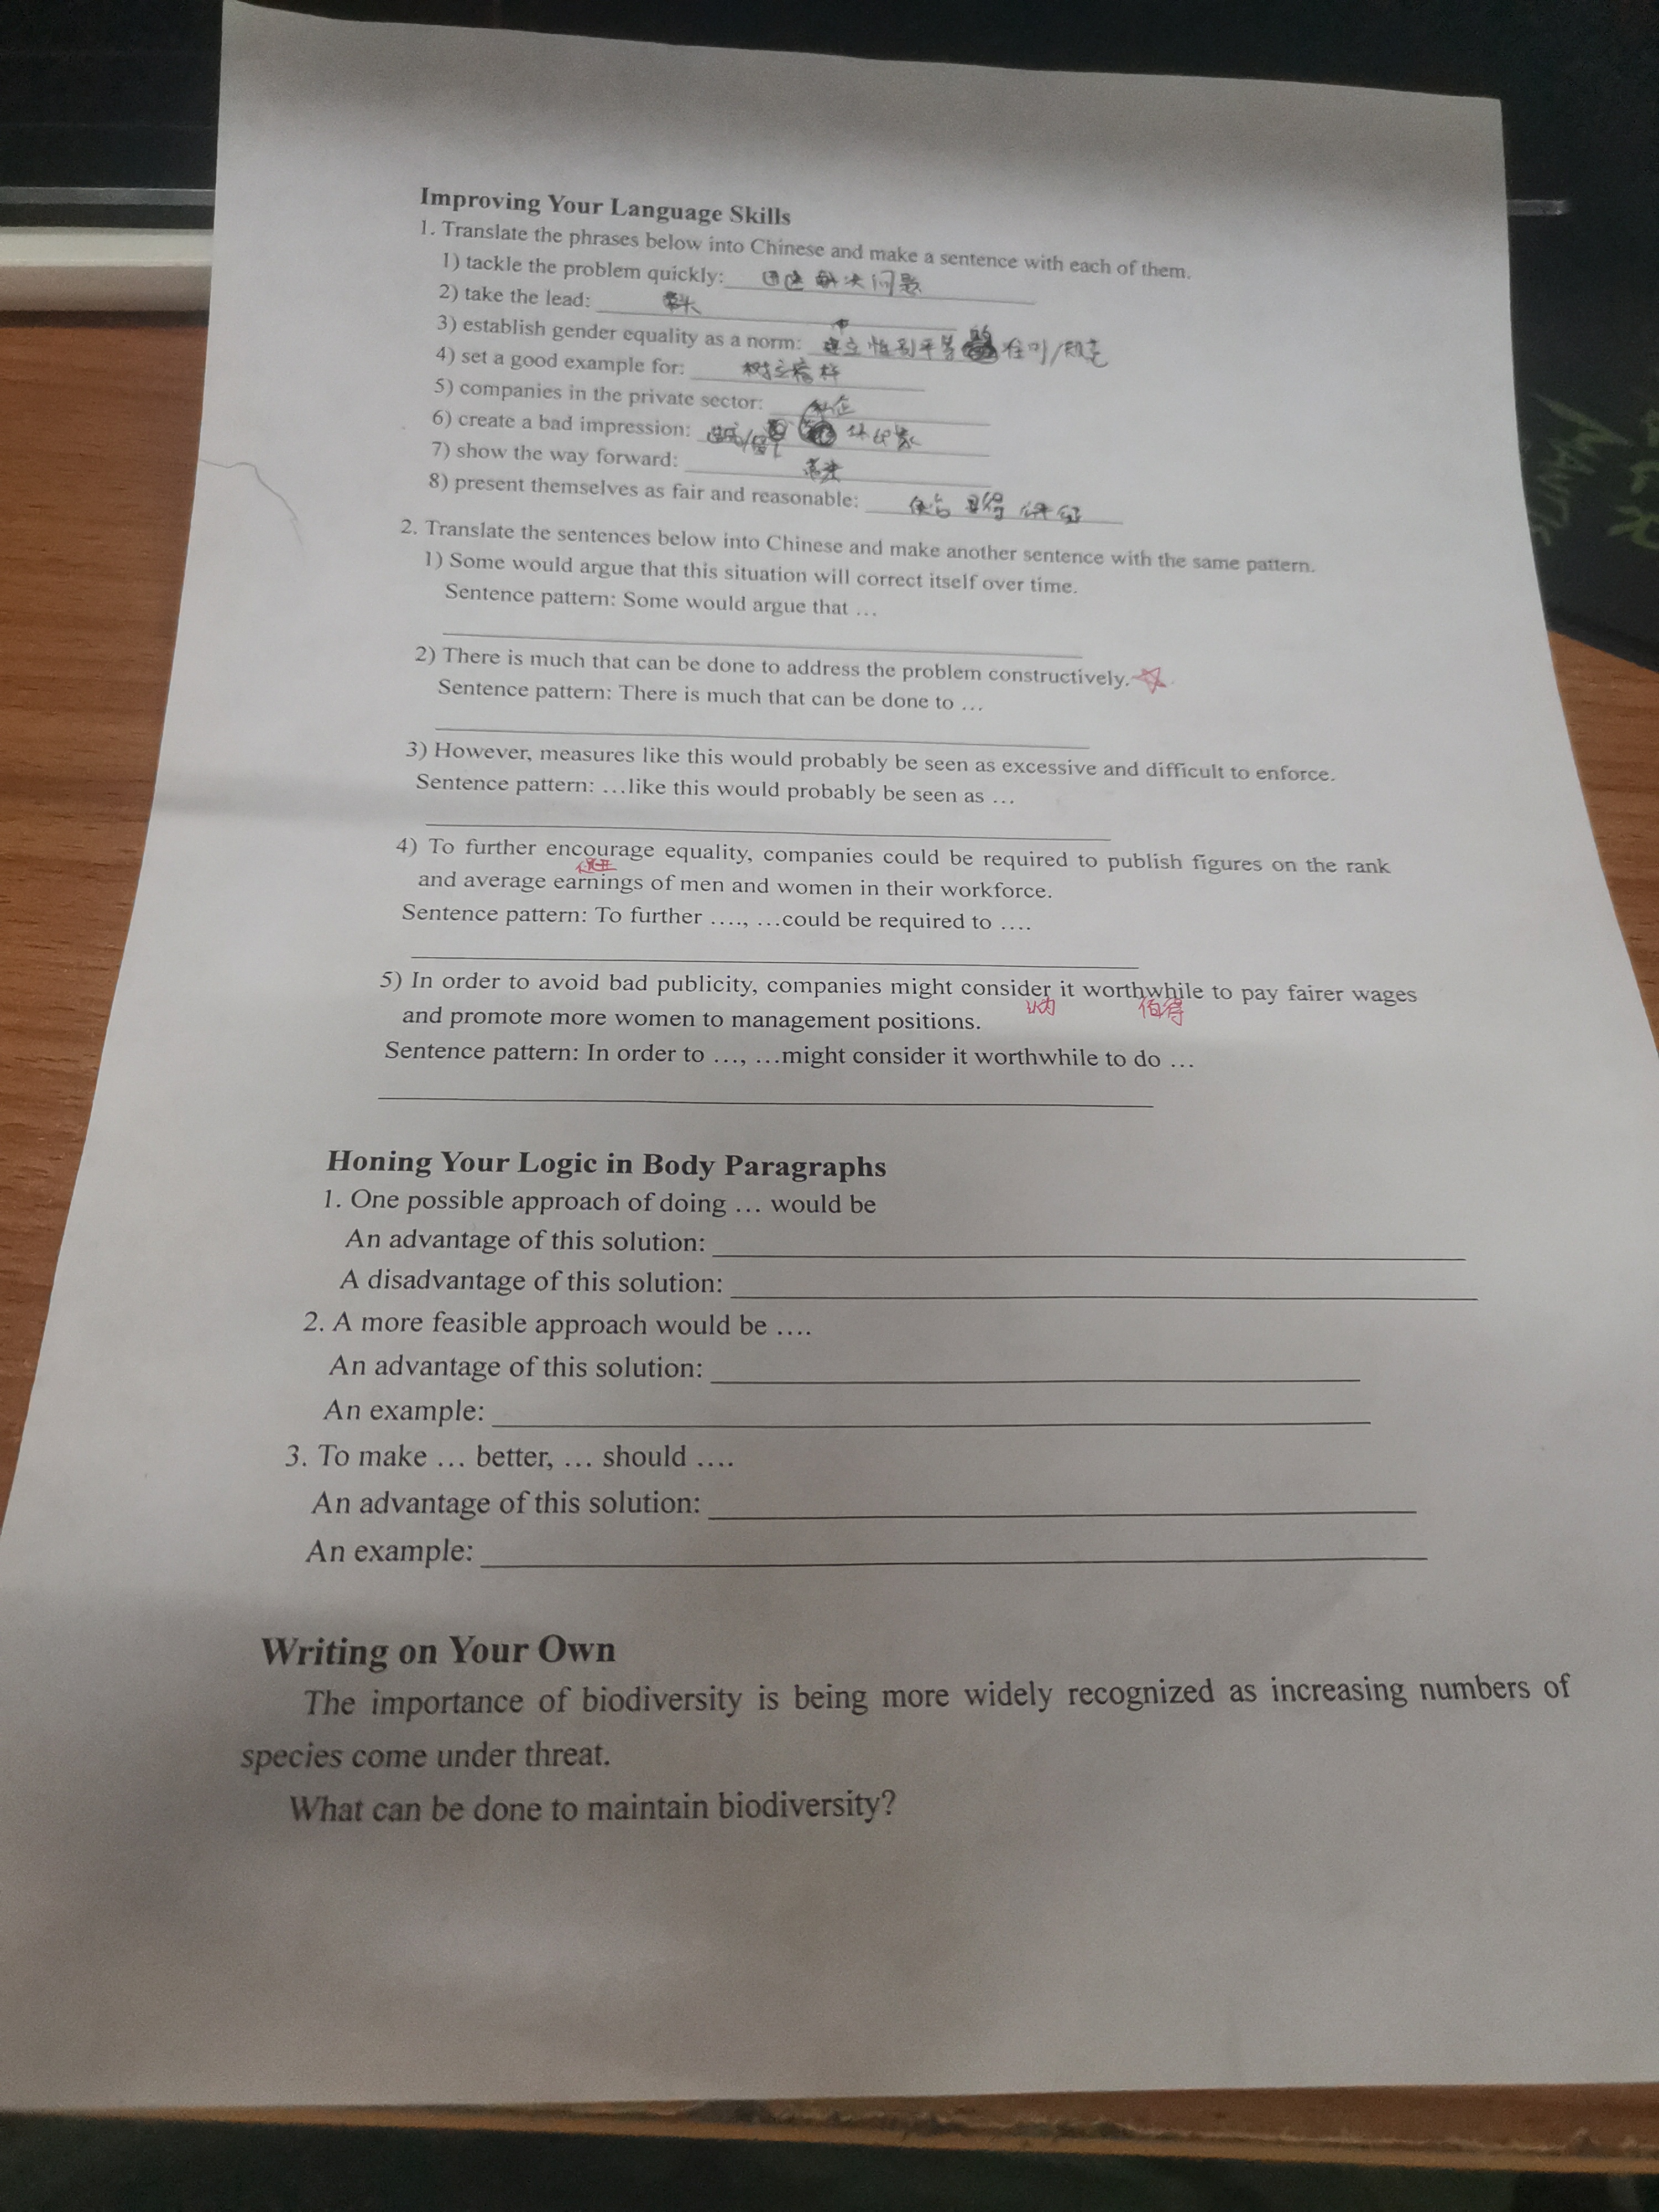 Improving Your Language Skills
1. Translate the phrases below into Chinese and make a sentence with each of them.
1) tackle the problem quickly: 决问题
2) take the lead:
3) establish gender equality as a norm: 建立性别平等的
4) set a good example for: 树立榜样
5) companies in the private sector: 私企
6) create a bad impression: 坏印象
7) show the way forward:
8) present themselves as fair and reasonable:
2. Translate the sentences below into Chinese and make another sentence with the same pattern.
1) Some would argue that this situation will correct itself over time.
Sentence pattern: Some would argue that …
2) There is much that can be done to address the problem constructively.
Sentence pattern: There is much that can be done to …
3) However, measures like this would probably be seen as excessive and difficult to enforce.
Sentence pattern: …like this would probably be seen as …
4) To further encourage equality, companies could be required to publish figures on the rank
促进
and average earnings of men and women in their workforce.
Sentence pattern: To further …., …could be required to ….
5) In order to avoid bad publicity, companies might consider it worthwhile to pay fairer wages
认为 值得
and promote more women to management positions.
Sentence pattern: In order to …, …might consider it worthwhile to do …
Honing Your Logic in Body Paragraphs
1. One possible approach of doing … would be
An advantage of this solution:
A disadvantage of this solution:
2. A more feasible approach would be ….
An advantage of this solution:
An example:
3. To make … better, … should ….
An advantage of this solution:
An example:
Writing on Your Own
The importance of biodiversity is being more widely recognized as increasing numbers of
species come under threat.
What can be done to maintain biodiversity?